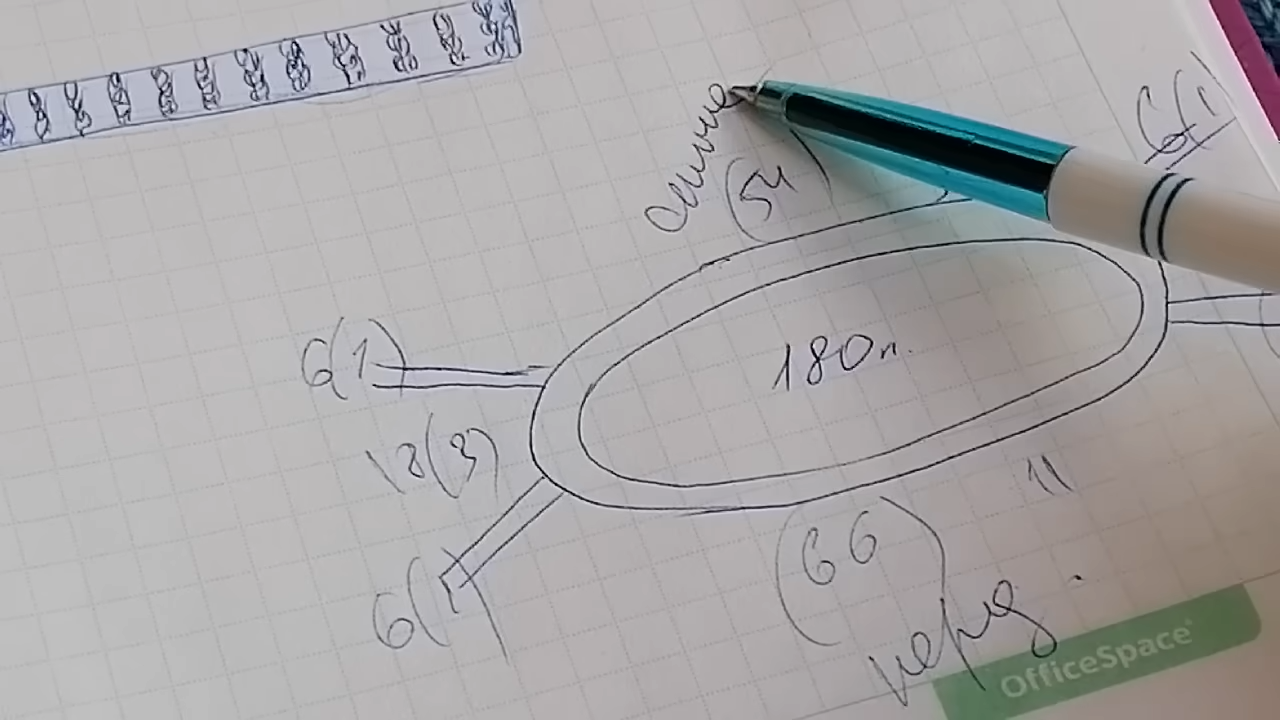 спинка
(54)
6(1)
180п.
6(1)
18(3)
11
(66)
6(1)
перед.
OfficeSpace